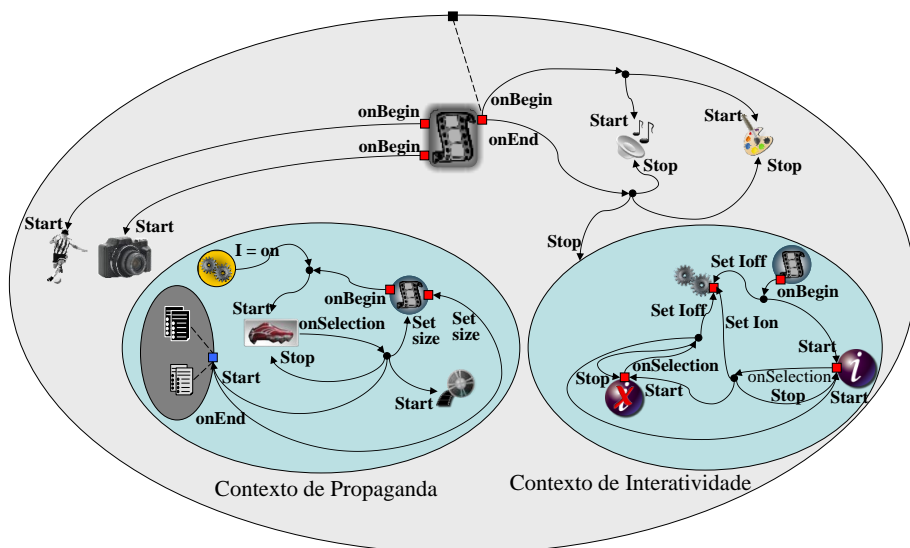 onBegin
onBegin
onBegin
onEnd
Start
Stop
Start
Stop
Start
Start
Stop
I = on
Start
onBegin
onSelection
Stop
Set
size
Set
size
Start
Start
onEnd
Contexto de Propaganda
Set Ioff
onBegin
Set Ioff
Set Ion
Start
onSelection
Stop
Start
onSelection
Stop
Start
i
i
X
Contexto de Interatividade